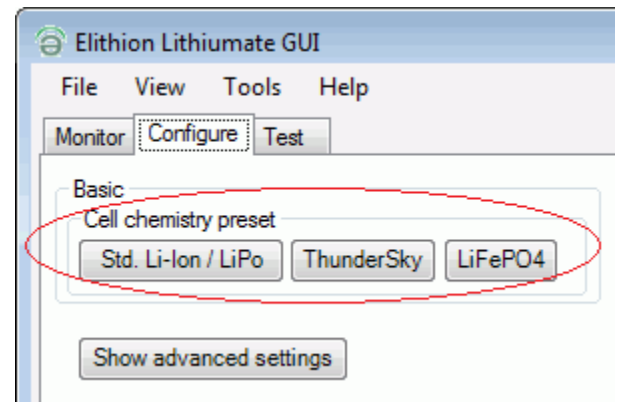 Elithion Lithiumate GUI
File View Tools Help
Monitor Configure Test
Basic
Cell chemistry preset
Std. Li-Ion / LiPo ThunderSky LiFePO4
Show advanced settings